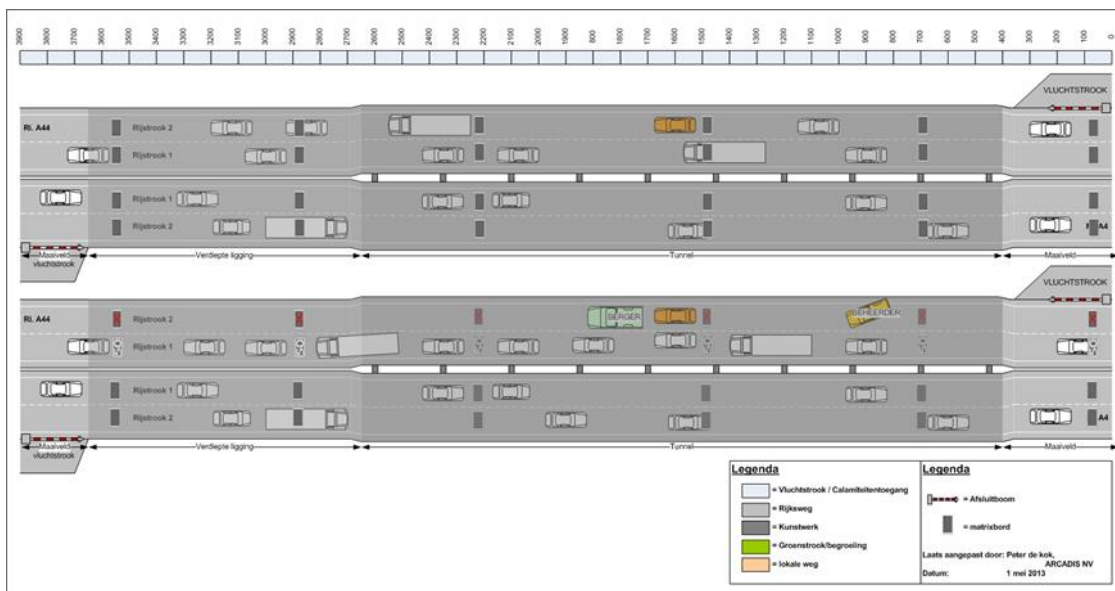 3900 3800 3700 3600 3500 3400 3300 3200 3100 3000 2900 2800 2700 2600 2500 2400 2300 2200 2100 2000 1900 800 1700 1800 1600 1500 1400 1300 1200 1100 1000 900 800 700 600 500 400 300 200 100 0
VLUCHTSTROOK
Ri. A44 Rijstrook 2
Rijstrook 1
Rijstrook 1
Rijstrook 2 A4
Maaiveld Verdiepte ligging Tunnel Maaiveld
vluchtstrook
VLUCHTSTROOK
Ri. A44 Rijstrook 2 BERGER BEHEERDER
Rijstrook 1
Rijstrook 1
Rijstrook 2 A4
Maaiveld Verdiepte ligging Tunnel Maaiveld
vluchtstrook
Legenda
= Vluchtstrook / Calamiteitentoegang
= Rijksweg
= Kunstwerk
= Groenstrook/begroeiing
= lokale weg
Legenda
= Afsluitboom
= matrixbord
Laats aangepast door: Peter de kok,
ARCADIS NV
Datum: 1 mei 2013